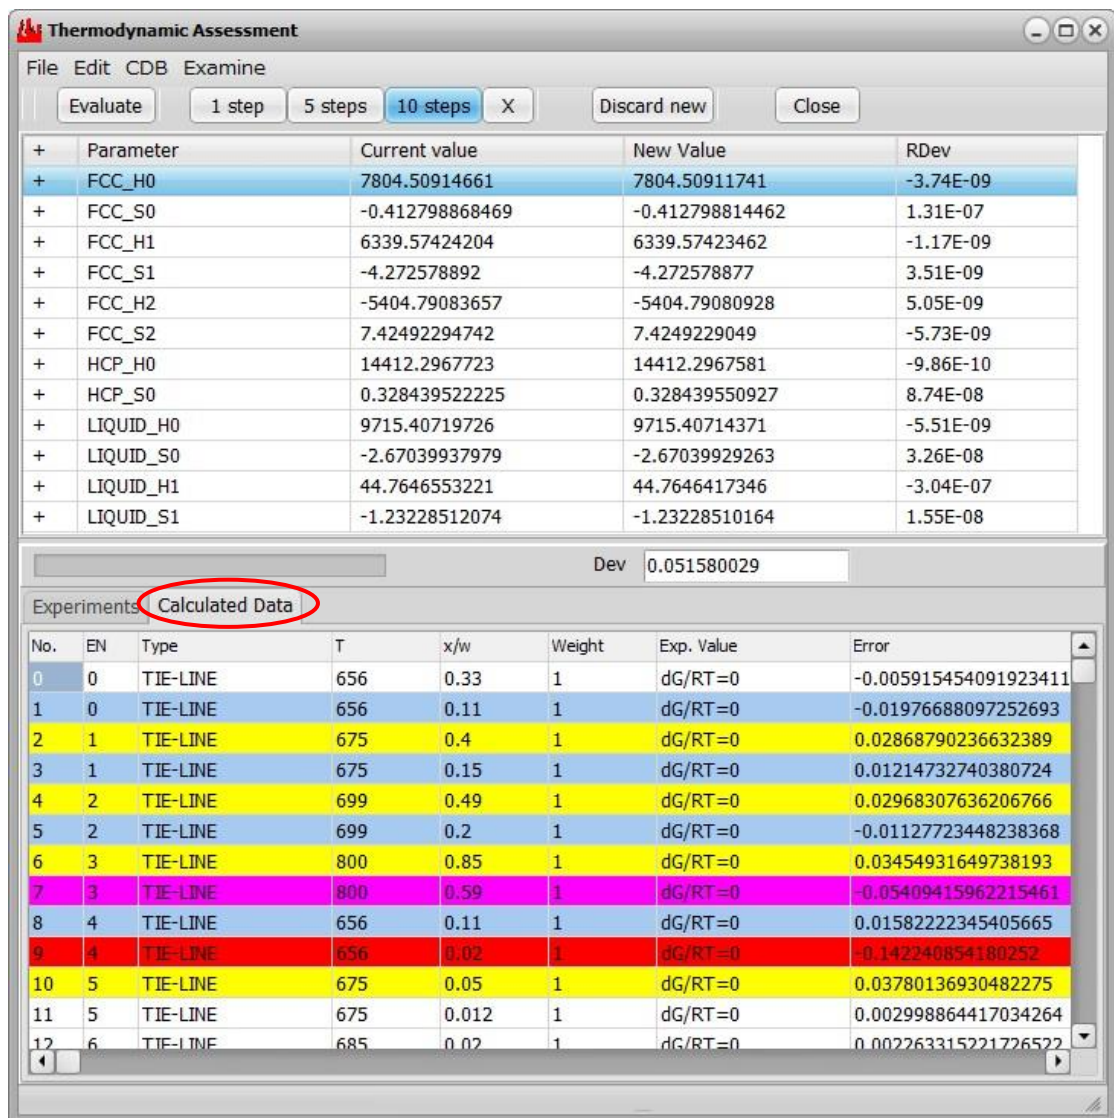 Thermodynamic Assessment
File Edit CDB Examine
Evaluate 1 step 5 steps 10 steps X Discard new Close
+ Parameter Current value New Value RDev
+ FCC_H0 7804.50914661 7804.50911741 -3.74E-09
+ FCC_S0 -0.412798868469 -0.412798814462 1.31E-07
+ FCC_H1 6339.57424204 6339.57423462 -1.17E-09
+ FCC_S1 -4.272578892 -4.272578877 3.51E-09
+ FCC_H2 -5404.79083657 -5404.79080928 5.05E-09
+ FCC_S2 7.42492294742 7.4249229049 -5.73E-09
+ HCP_H0 14412.2967723 14412.2967581 -9.86E-10
+ HCP_S0 0.328439522225 0.328439550927 8.74E-08
+ LIQUID_H0 9715.40719726 9715.40714371 -5.51E-09
+ LIQUID_S0 -2.67039937979 -2.67039929263 3.26E-08
+ LIQUID_H1 44.7646553221 44.7646417346 -3.04E-07
+ LIQUID_S1 -1.23228512074 -1.23228510164 1.55E-08
Dev 0.051580029
Experiments Calculated Data
No. EN Type T x/w Weight Exp. Value Error
0 0 TIE-LINE 656 0.33 1 dG/RT=0 -0.005915454091923411
1 0 TIE-LINE 656 0.11 1 dG/RT=0 -0.01976688097252693
2 1 TIE-LINE 675 0.4 1 dG/RT=0 0.02868790236632389
3 1 TIE-LINE 675 0.15 1 dG/RT=0 0.01214732740380724
4 2 TIE-LINE 699 0.49 1 dG/RT=0 0.02968307636206766
5 2 TIE-LINE 699 0.2 1 dG/RT=0 -0.01127723448238368
6 3 TIE-LINE 800 0.85 1 dG/RT=0 0.03454931649738193
7 3 TIE-LINE 800 0.59 1 dG/RT=0 -0.05409415962215461
8 4 TIE-LINE 656 0.11 1 dG/RT=0 0.01582222345405665
9 4 TIE-LINE 656 0.02 1 dG/RT=0 -0.142240854180252
10 5 TIE-LINE 675 0.05 1 dG/RT=0 0.03780136930482275
11 5 TIE-LINE 675 0.012 1 dG/RT=0 0.002998864417034264
12 6 TIE-LINE 685 0.02 1 dG/RT=0 0.002263315221726522